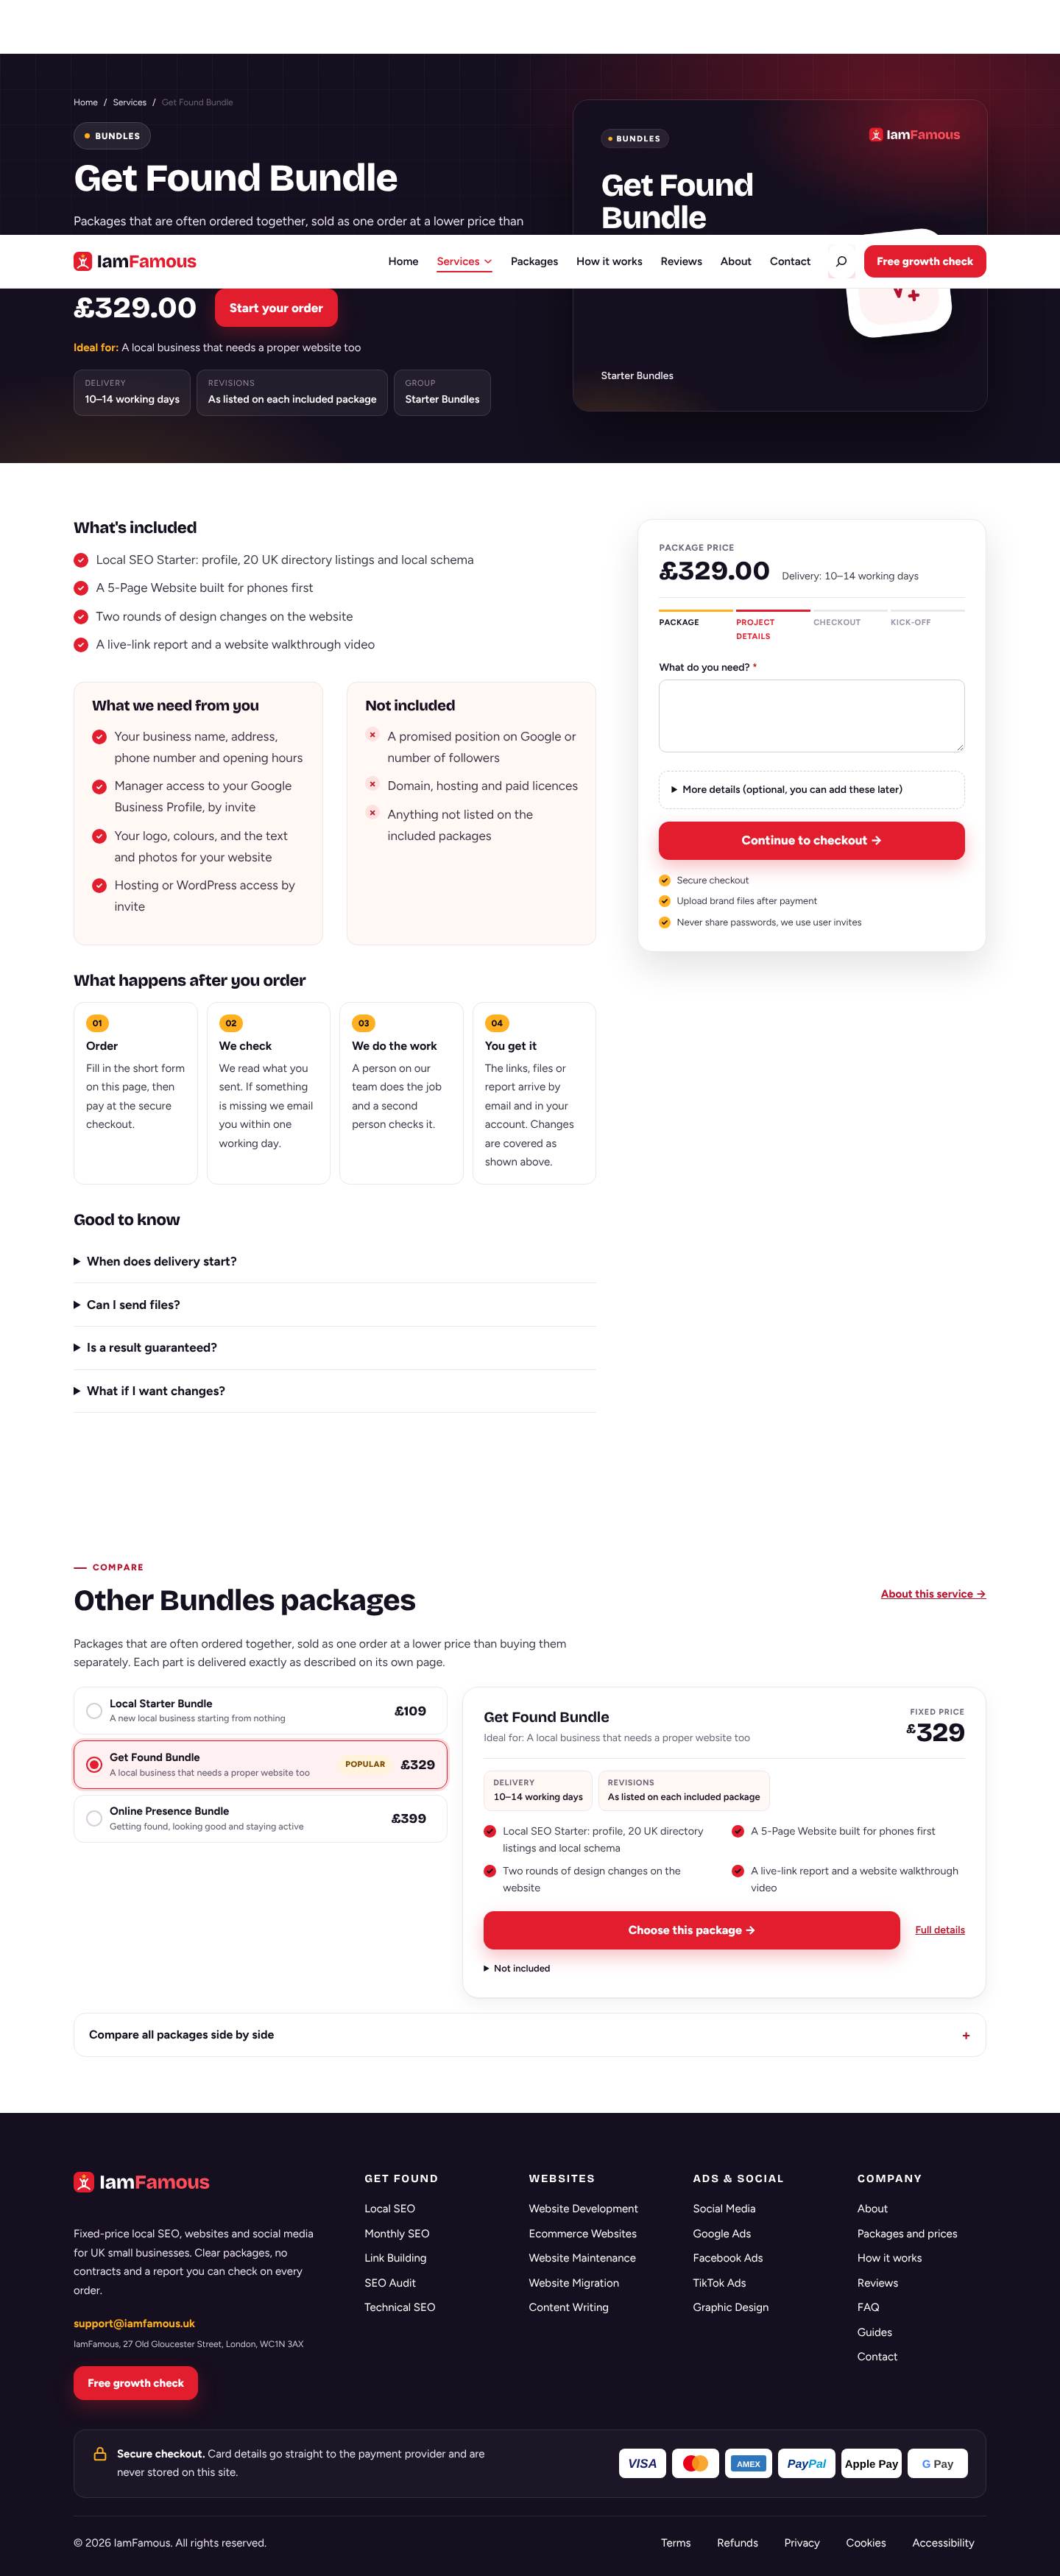 Home / Services / Get Found Bundle
BUNDLES
Get Found Bundle
Packages that are often ordered together, sold as one order at a lower price than
BUNDLES
IamFamous
Get Found
Bundle
IamFamous
Home
Services
Packages
How it works
Reviews
About
Contact
Free growth check
£329.00
Start your order
Ideal for: A local business that needs a proper website too
DELIVERY
10–14 working days
REVISIONS
As listed on each included package
GROUP
Starter Bundles
Starter Bundles
What's included
Local SEO Starter: profile, 20 UK directory listings and local schema
A 5-Page Website built for phones first
Two rounds of design changes on the website
A live-link report and a website walkthrough video
What we need from you
Your business name, address,
phone number and opening hours
Manager access to your Google
Business Profile, by invite
Your logo, colours, and the text
and photos for your website
Hosting or WordPress access by
invite
Not included
A promised position on Google or
number of followers
Domain, hosting and paid licences
Anything not listed on the
included packages
PACKAGE PRICE
£329.00 Delivery: 10–14 working days
PACKAGE
PROJECT
DETAILS
CHECKOUT
KICK-OFF
What do you need? *
More details (optional, you can add these later)
Continue to checkout →
Secure checkout
Upload brand files after payment
Never share passwords, we use user invites
What happens after you order
01
Order
Fill in the short form
on this page, then
pay at the secure
checkout.
02
We check
We read what you
sent. If something
is missing we email
you within one
working day.
03
We do the work
A person on our
team does the job
and a second
person checks it.
04
You get it
The links, files or
report arrive by
email and in your
account. Changes
are covered as
shown above.
Good to know
When does delivery start?
Can I send files?
Is a result guaranteed?
What if I want changes?
COMPARE
Other Bundles packages
About this service →
Packages that are often ordered together, sold as one order at a lower price than buying them
separately. Each part is delivered exactly as described on its own page.
Local Starter Bundle
A new local business starting from nothing
£109
Get Found Bundle
A local business that needs a proper website too
POPULAR
£329
Online Presence Bundle
Getting found, looking good and staying active
£399
Get Found Bundle
Ideal for: A local business that needs a proper website too
FIXED PRICE
£329
DELIVERY
10–14 working days
REVISIONS
As listed on each included package
Local SEO Starter: profile, 20 UK directory
listings and local schema
A 5-Page Website built for phones first
Two rounds of design changes on the
website
A live-link report and a website walkthrough
video
Choose this package →
Full details
Not included
Compare all packages side by side
+
IamFamous
Fixed-price local SEO, websites and social media
for UK small businesses. Clear packages, no
contracts and a report you can check on every
order.
support@iamfamous.uk
IamFamous, 27 Old Gloucester Street, London, WC1N 3AX
Free growth check
GET FOUND
Local SEO
Monthly SEO
Link Building
SEO Audit
Technical SEO
WEBSITES
Website Development
Ecommerce Websites
Website Maintenance
Website Migration
Content Writing
ADS & SOCIAL
Social Media
Google Ads
Facebook Ads
TikTok Ads
Graphic Design
COMPANY
About
Packages and prices
How it works
Reviews
FAQ
Guides
Contact
Secure checkout. Card details go straight to the payment provider and are
never stored on this site.
VISA
AMEX
PayPal
Apple Pay
G Pay
© 2026 IamFamous. All rights reserved.
Terms
Refunds
Privacy
Cookies
Accessibility